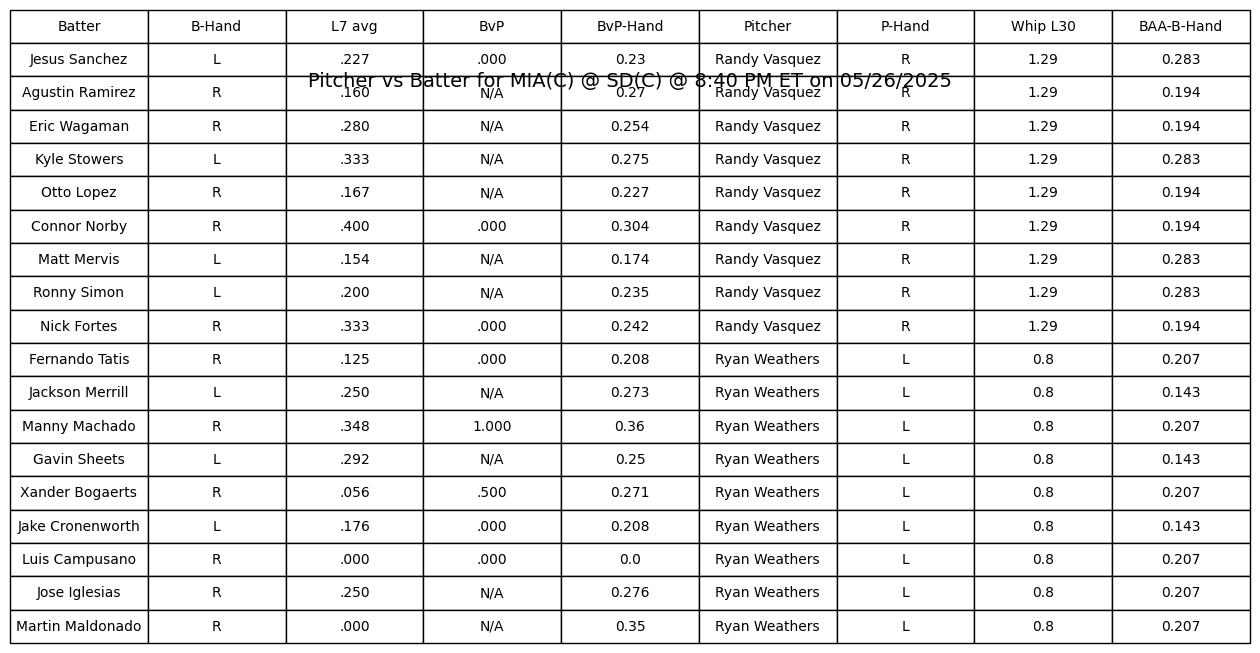 Batter B-Hand L7 avg BvP BvP-Hand Pitcher P-Hand Whip L30 BAA-B-Hand
Jesus Sanchez L .227 .000 0.23 Randy Vasquez R 1.29 0.283
Pitcher vs Batter for MIA(C) @ SD(C) @ 8:40 PM ET on 05/26/2025
Agustin Ramirez R .160 N/A 0.27 Randy Vasquez R 1.29 0.194
Eric Wagaman R .280 N/A 0.254 Randy Vasquez R 1.29 0.194
Kyle Stowers L .333 N/A 0.275 Randy Vasquez R 1.29 0.283
Otto Lopez R .167 N/A 0.227 Randy Vasquez R 1.29 0.194
Connor Norby R .400 .000 0.304 Randy Vasquez R 1.29 0.194
Matt Mervis L .154 N/A 0.174 Randy Vasquez R 1.29 0.283
Ronny Simon L .200 N/A 0.235 Randy Vasquez R 1.29 0.283
Nick Fortes R .333 .000 0.242 Randy Vasquez R 1.29 0.194
Fernando Tatis R .125 .000 0.208 Ryan Weathers L 0.8 0.207
Jackson Merrill L .250 N/A 0.273 Ryan Weathers L 0.8 0.143
Manny Machado R .348 1.000 0.36 Ryan Weathers L 0.8 0.207
Gavin Sheets L .292 N/A 0.25 Ryan Weathers L 0.8 0.143
Xander Bogaerts R .056 .500 0.271 Ryan Weathers L 0.8 0.207
Jake Cronenworth L .176 .000 0.208 Ryan Weathers L 0.8 0.143
Luis Campusano R .000 .000 0.0 Ryan Weathers L 0.8 0.207
Jose Iglesias R .250 N/A 0.276 Ryan Weathers L 0.8 0.207
Martin Maldonado R .000 N/A 0.35 Ryan Weathers L 0.8 0.207